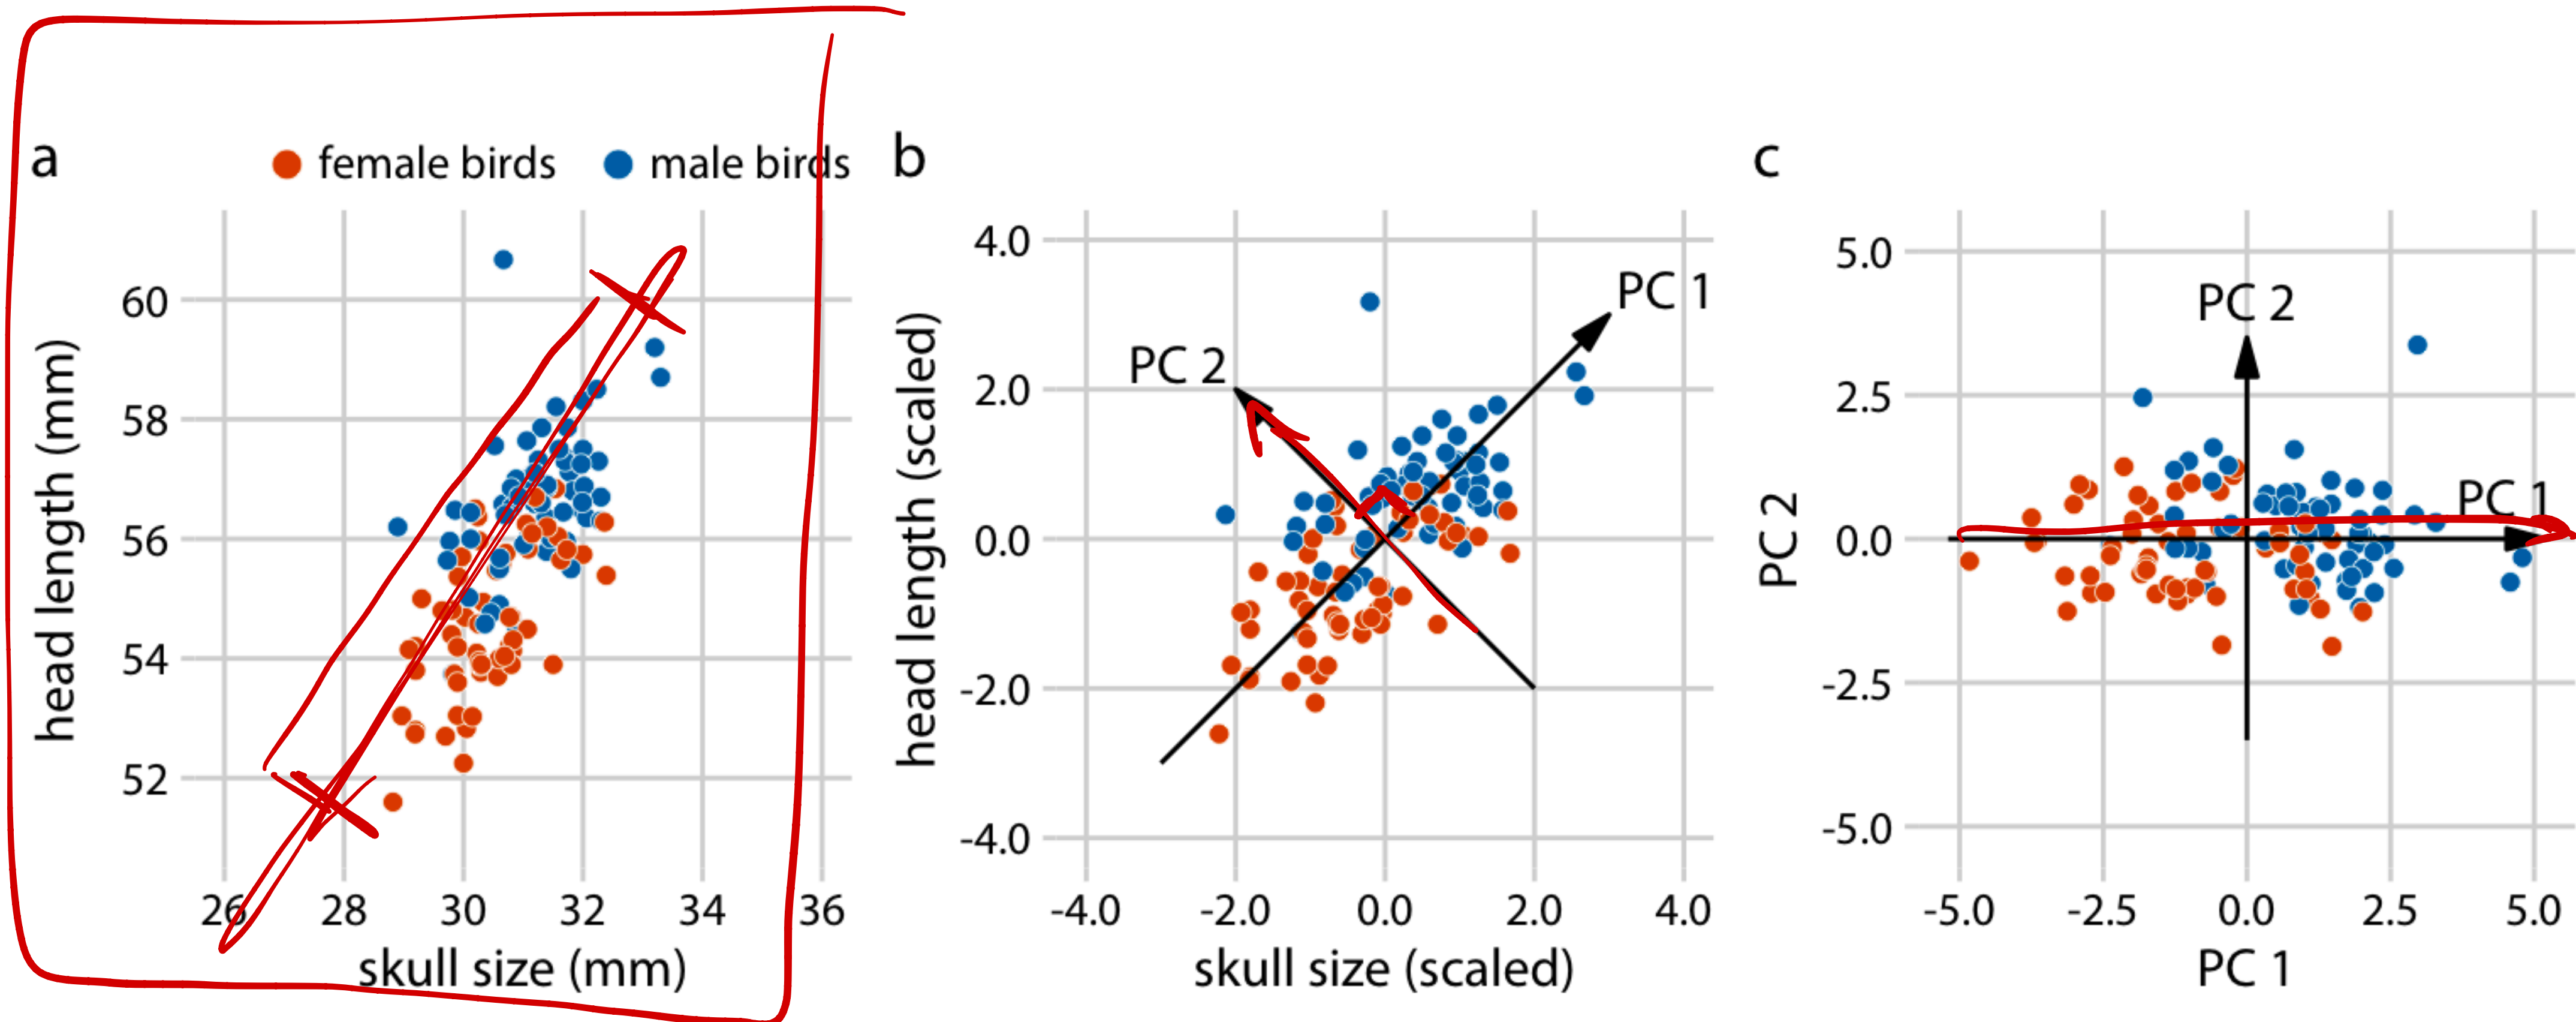 a
female birds
male birds
head length (mm)
60
58
56
54
52
26
28
30
32
34
36
skull size (mm)
b
PC 1
PC 2
head length (scaled)
4.0
2.0
0.0
-2.0
-4.0
-4.0
-2.0
0.0
2.0
4.0
skull size (scaled)
c
PC 2
PC 1
PC 2
5.0
2.5
0.0
-2.5
-5.0
-5.0
-2.5
0.0
2.5
5.0
PC 1